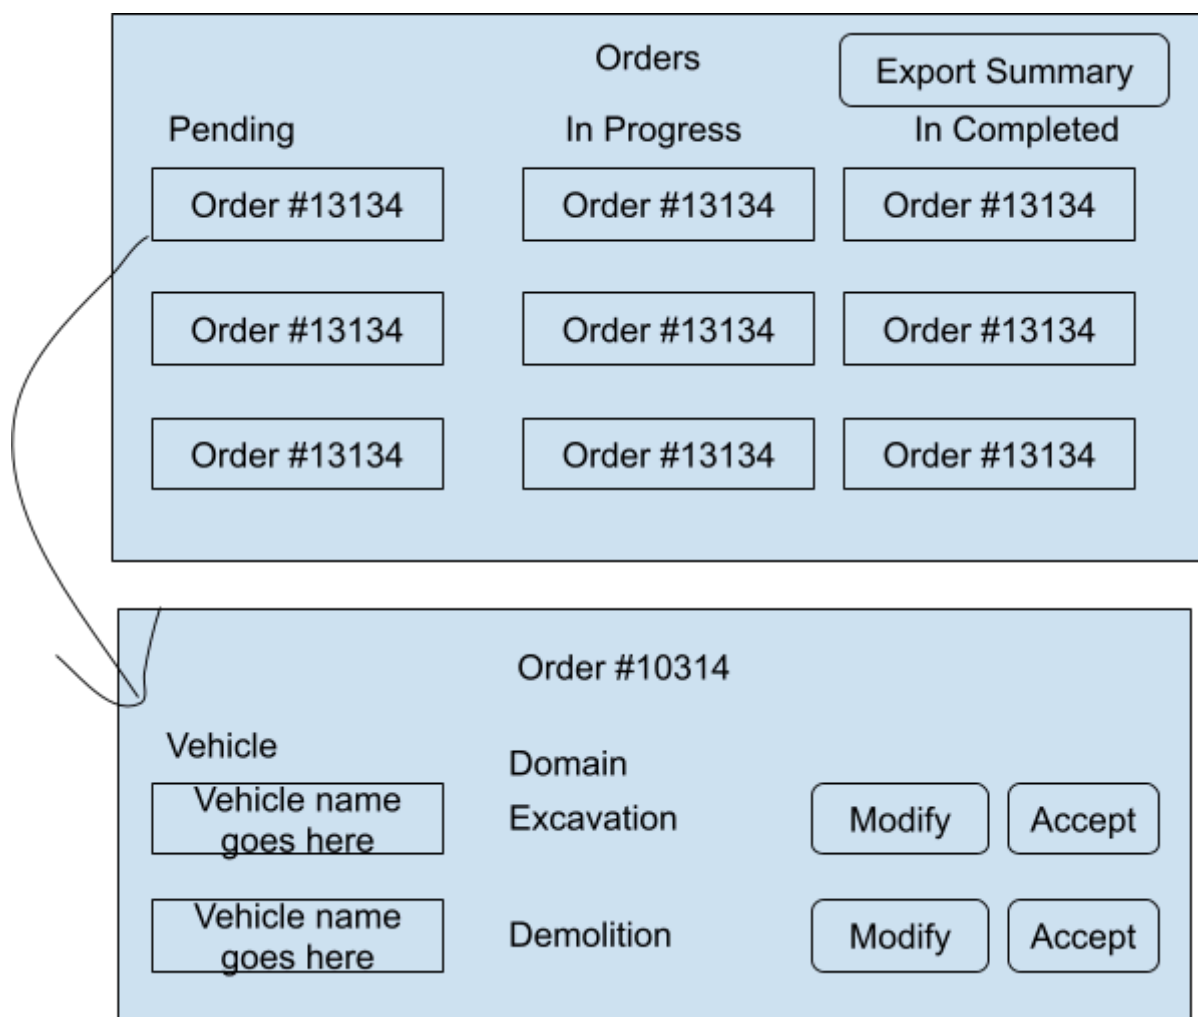 Orders
Export Summary
Pending
In Progress
In Completed
Order #13134
Order #13134
Order #13134
Order #13134
Order #13134
Order #13134
Order #13134
Order #13134
Order #13134
Order #10314
Vehicle
Domain
Vehicle name
goes here
Excavation
Modify
Accept
Vehicle name
goes here
Demolition
Modify
Accept